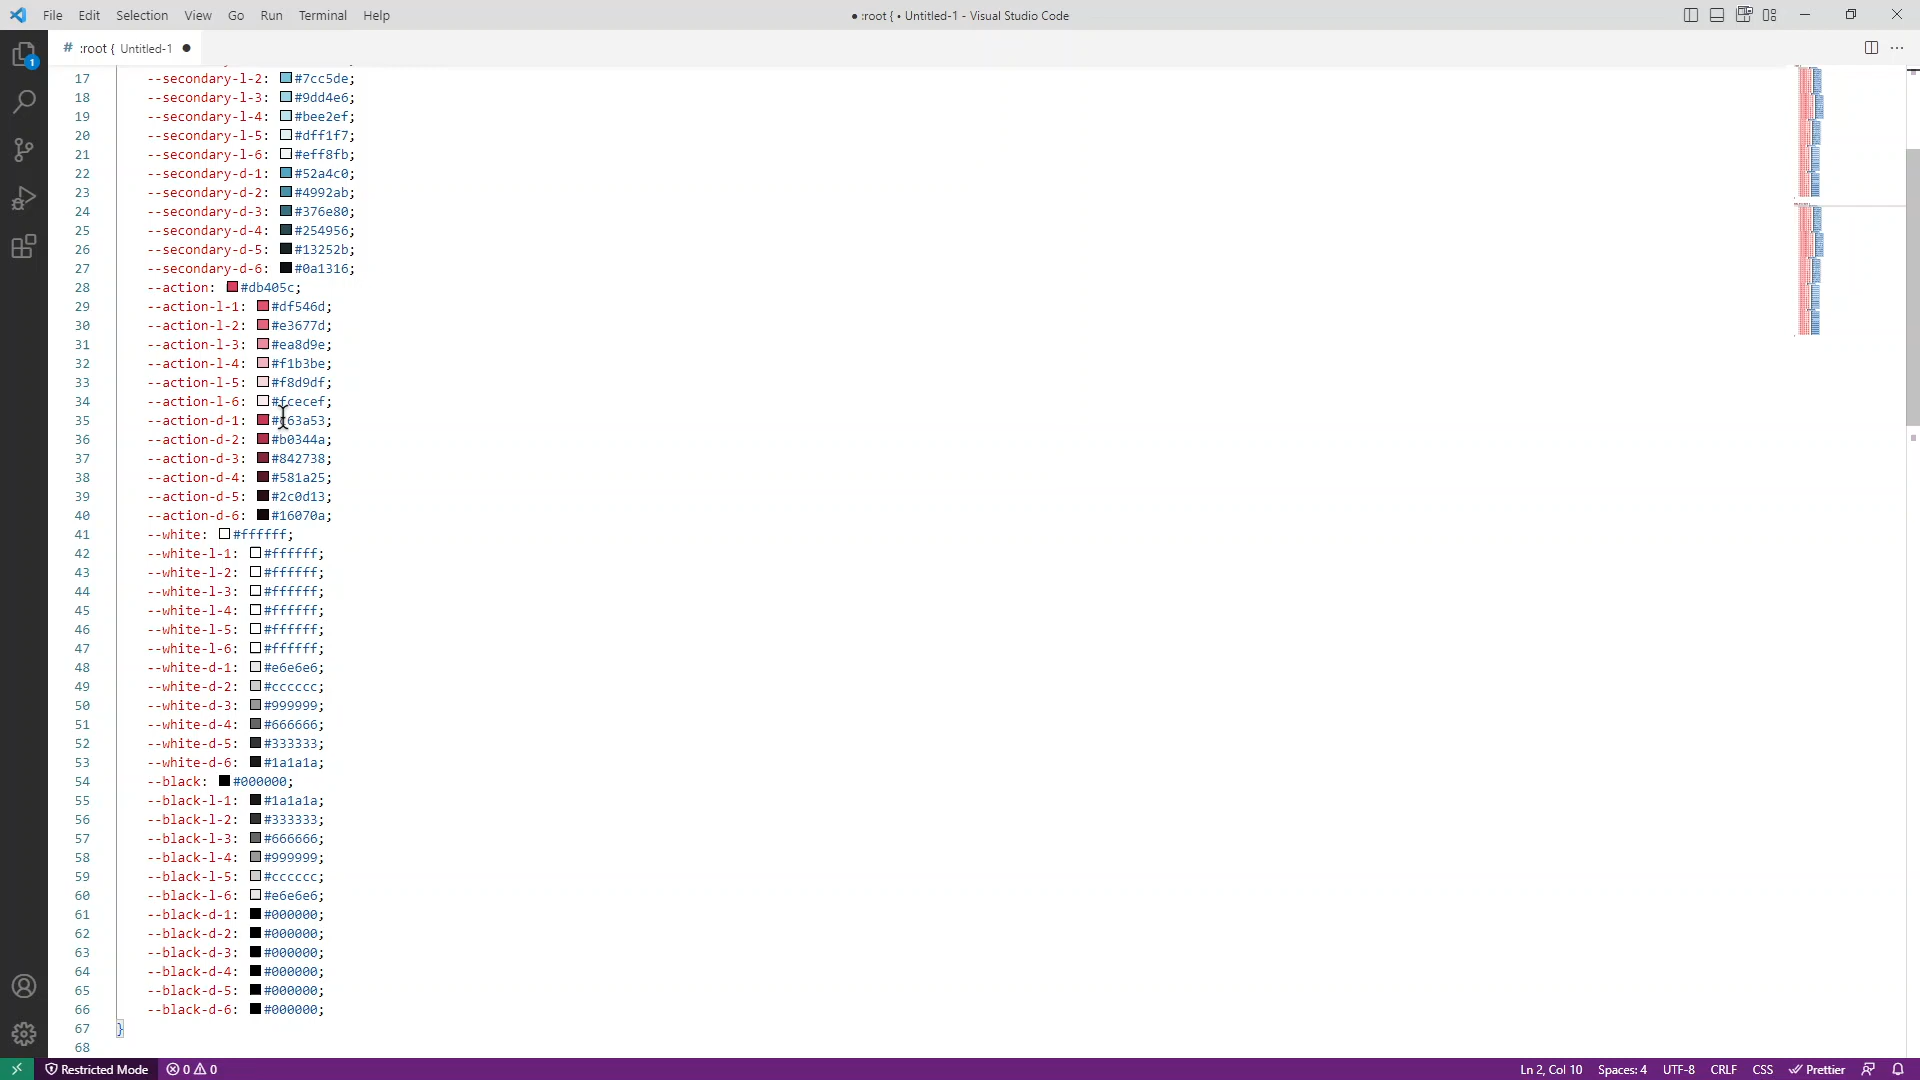 File Edit Selection View Go Run Terminal Help
● :root { • Untitled-1 - Visual Studio Code
# :root { Untitled-1 ●
1
17 --secondary-l-2: #7cc5de;
18 --secondary-l-3: #9dd4e6;
19 --secondary-l-4: #bee2ef;
20 --secondary-l-5: #dff1f7;
21 --secondary-l-6: #eff8fb;
22 --secondary-d-1: #52a4c0;
23 --secondary-d-2: #4992ab;
24 --secondary-d-3: #376e80;
25 --secondary-d-4: #254956;
26 --secondary-d-5: #13252b;
27 --secondary-d-6: #0a1316;
28 --action: #db405c;
29 --action-l-1: #df546d;
30 --action-l-2: #e3677d;
31 --action-l-3: #ea8d9e;
32 --action-l-4: #f1b3be;
33 --action-l-5: #f8d9df;
34 --action-l-6: #fcecef;
35 --action-d-1: #c63a53;
36 --action-d-2: #b0344a;
37 --action-d-3: #842738;
38 --action-d-4: #581a25;
39 --action-d-5: #2c0d13;
40 --action-d-6: #16070a;
41 --white: #ffffff;
42 --white-l-1: #ffffff;
43 --white-l-2: #ffffff;
44 --white-l-3: #ffffff;
45 --white-l-4: #ffffff;
46 --white-l-5: #ffffff;
47 --white-l-6: #ffffff;
48 --white-d-1: #e6e6e6;
49 --white-d-2: #cccccc;
50 --white-d-3: #999999;
51 --white-d-4: #666666;
52 --white-d-5: #333333;
53 --white-d-6: #1a1a1a;
54 --black: #000000;
55 --black-l-1: #1a1a1a;
56 --black-l-2: #333333;
57 --black-l-3: #666666;
58 --black-l-4: #999999;
59 --black-l-5: #cccccc;
60 --black-l-6: #e6e6e6;
61 --black-d-1: #000000;
62 --black-d-2: #000000;
63 --black-d-3: #000000;
64 --black-d-4: #000000;
65 --black-d-5: #000000;
66 --black-d-6: #000000;
67 }
68
Restricted Mode 0 0 Ln 2, Col 10 Spaces: 4 UTF-8 CRLF CSS Prettier